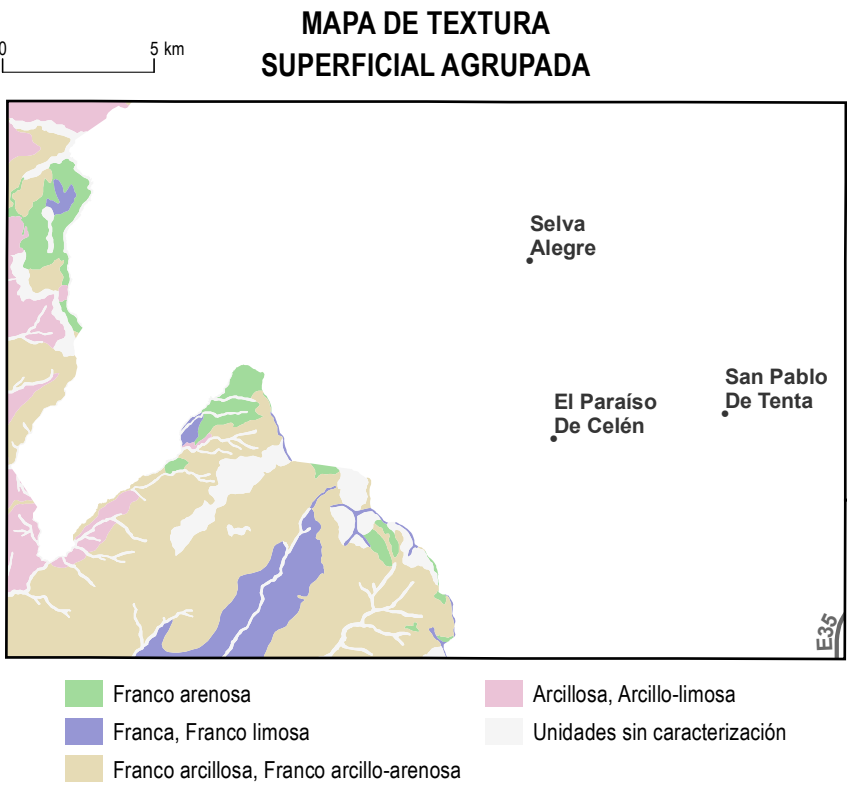 MAPA DE TEXTURA
SUPERFICIAL AGRUPADA
0 5 km
Selva
Alegre
San Pablo
De Tenta
El Paraíso
De Celén
E35
Franco arenosa
Franca, Franco limosa
Franco arcillosa, Franco arcillo-arenosa
Arcillosa, Arcillo-limosa
Unidades sin caracterización